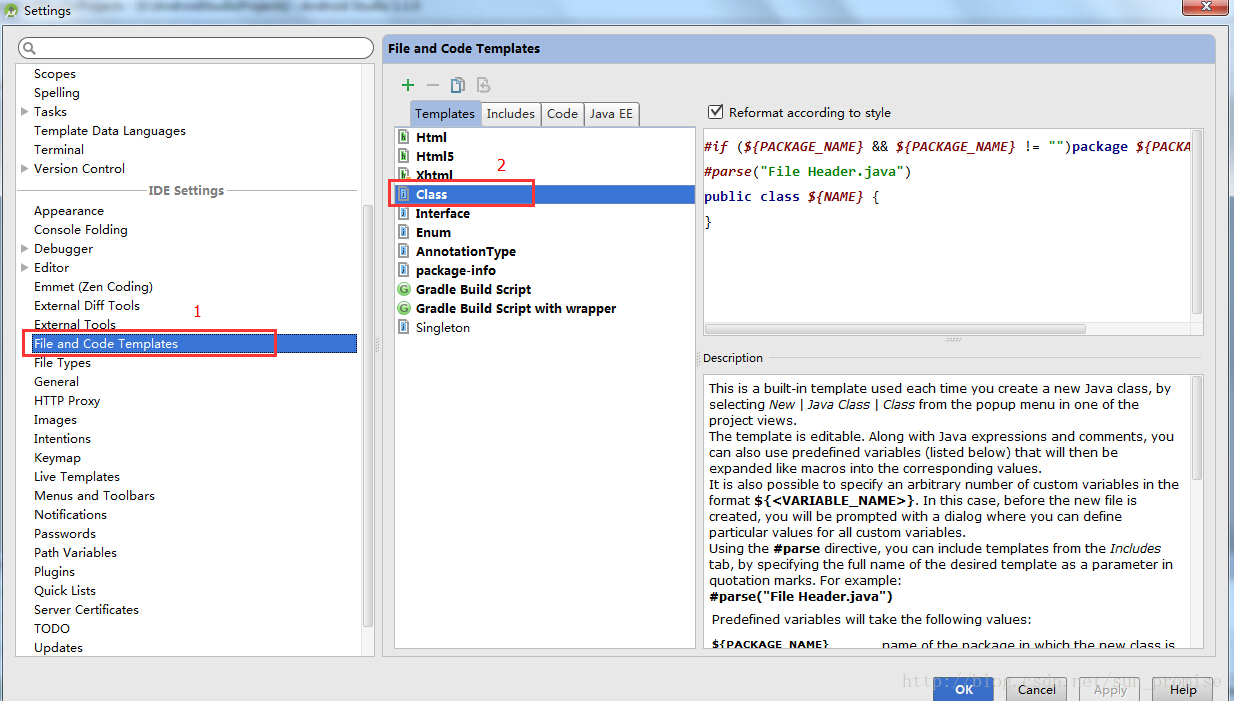 Settings
File and Code Templates
Scopes
Spelling
Tasks
Template Data Languages
Terminal
Version Control
IDE Settings
Appearance
Console Folding
Debugger
Editor
Emmet (Zen Coding)
External Diff Tools
1
External Tools
File and Code Templates
File Types
General
HTTP Proxy
Images
Intentions
Keymap
Live Templates
Menus and Toolbars
Notifications
Passwords
Path Variables
Plugins
Quick Lists
Server Certificates
TODO
Updates
Templates Includes Code Java EE
Html
Html5
2
Xhtml
Class
Interface
Enum
AnnotationType
package-info
Gradle Build Script
Gradle Build Script with wrapper
Singleton
Reformat according to style
#if (${PACKAGE_NAME} && ${PACKAGE_NAME} != "")package ${PACKA
#parse("File Header.java")
public class ${NAME} {
}
Description
This is a built-in template used each time you create a new Java class, by
selecting New | Java Class | Class from the popup menu in one of the
project views.
The template is editable. Along with Java expressions and comments, you
can also use predefined variables (listed below) that will then be
expanded like macros into the corresponding values.
It is also possible to specify an arbitrary number of custom variables in the
format ${<VARIABLE_NAME>}. In this case, before the new file is
created, you will be prompted with a dialog where you can define
particular values for all custom variables.
Using the #parse directive, you can include templates from the Includes
tab, by specifying the full name of the desired template as a parameter in
quotation marks. For example:
#parse("File Header.java")
Predefined variables will take the following values:
${PACKAGE_NAME} name of the package in which the new class is
http://blog.csdn.net/sun_promise
OK Cancel Apply Help